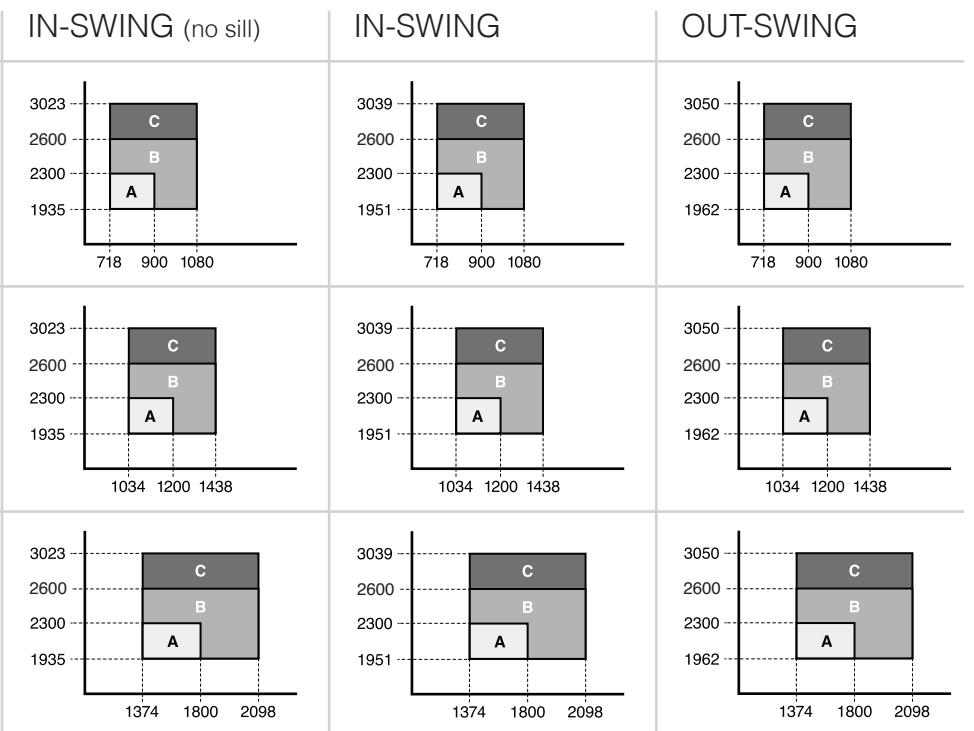 IN-SWING (no sill)
IN-SWING
OUT-SWING
3023
C
2600
B
2300
A
1935
718 900 1080
3039
C
2600
B
2300
A
1951
718 900 1080
3050
C
2600
B
2300
A
1962
718 900 1080
3023
C
2600
B
2300
A
1935
1034 1200 1438
3039
C
2600
B
2300
A
1951
1034 1200 1438
3050
C
2600
B
2300
A
1962
1034 1200 1438
3023
C
2600
B
2300
A
1935
1374 1800 2098
3039
C
2600
B
2300
A
1951
1374 1800 2098
3050
C
2600
B
2300
A
1962
1374 1800 2098